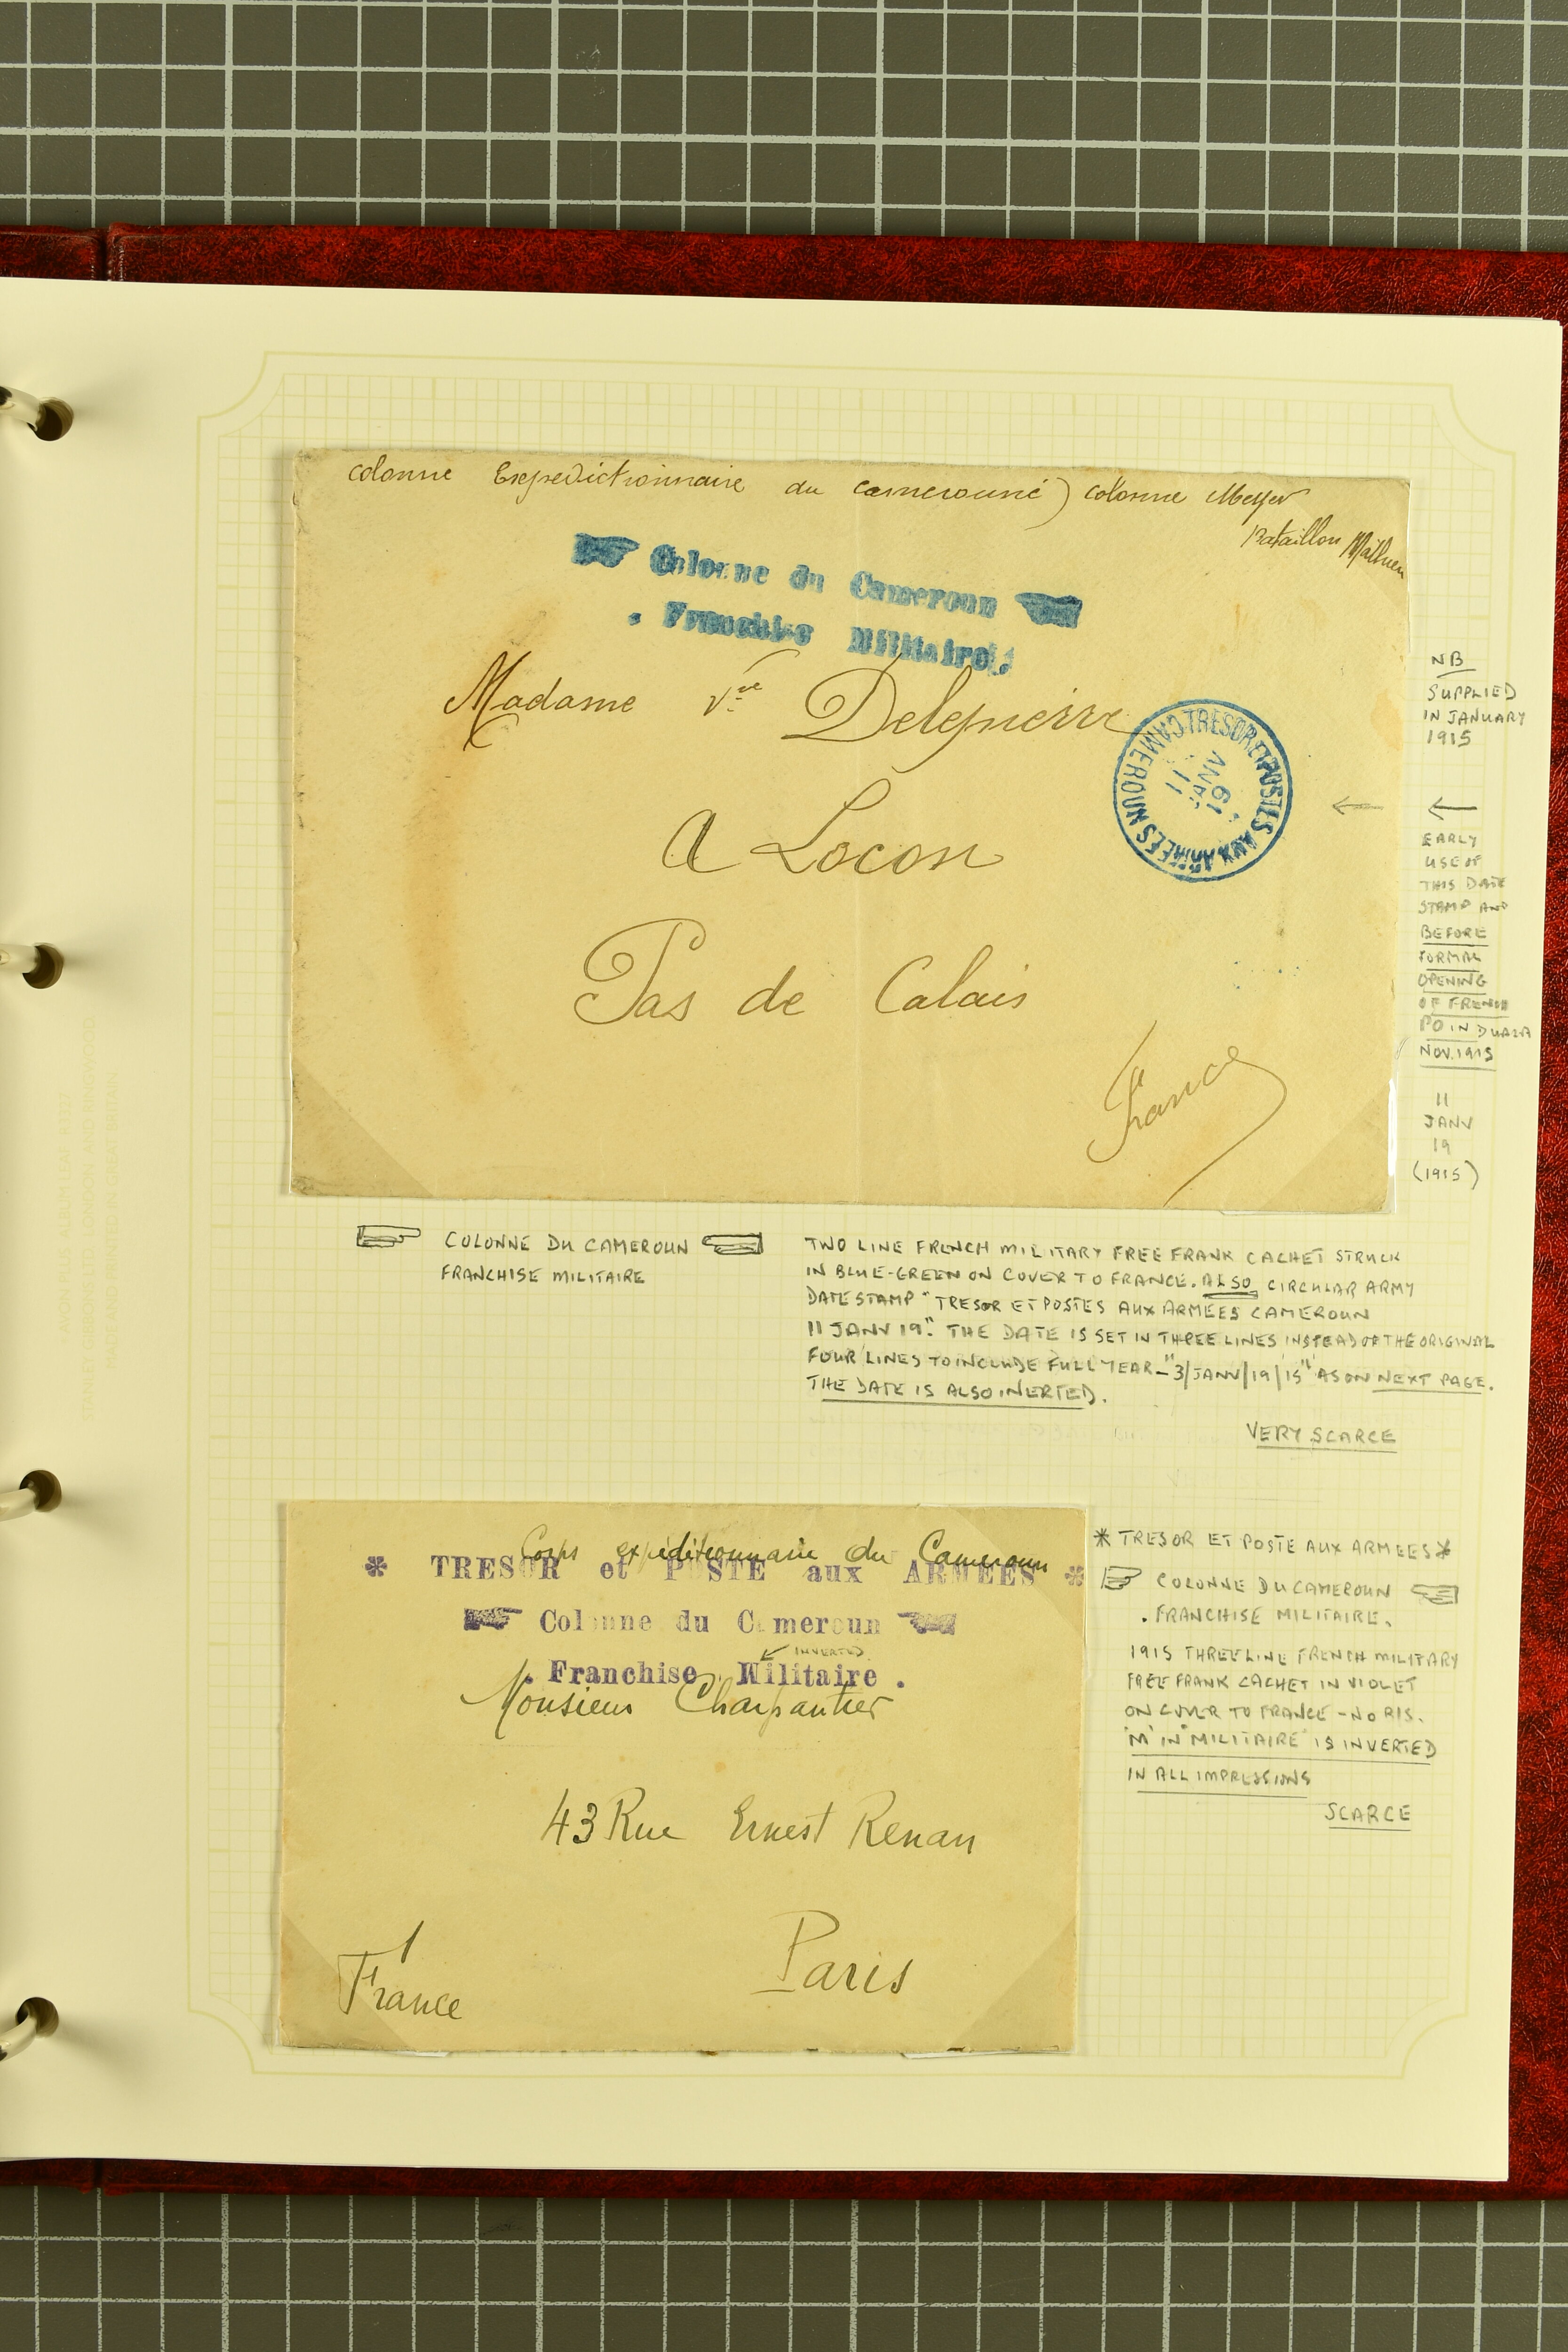 colonne Expedictionnaire du camerouné) colonne Meyer
Bataillon Mathieu
Colonne du Cameroun
. Franchise Militaire.
Madame Vve Delepierre
A Locon
Pas de Calais
France
TRESOR ET POSTES AUX ARMEES CAMEROUN
11
JANV
19
NB
SUPPLIED
IN JANUARY
1915
EARLY
USE OF
THIS DATE
STAMP AND
BEFORE
FORMAL
OPENING
OF FRENCH
PO IN DUALA
NOV. 1915
11
JANV
19
(1915)
COLONNE DU CAMEROUN
FRANCHISE MILITAIRE
TWO LINE FRENCH MILITARY FREE FRANK CACHET STRUCK
IN BLUE-GREEN ON COVER TO FRANCE. ALSO CIRCULAR ARMY
DATE STAMP "TRESOR ET POSTES AUX ARMEES CAMEROUN
11 JANV 19". THE DATE IS SET IN THREE LINES INSTEAD OF THE ORIGINAL
FOUR LINES TO INCLUDE FULL YEAR - "3/JANV/19/15" AS ON NEXT PAGE.
THE DATE IS ALSO INERTED.
VERY SCARCE
Corps expéditionnaire du Cameroun
* TRESOR et POSTE aux ARMEES *
Colonne du Cameroun
INVERTED
. Franchise Militaire .
Monsieur Charpantier
43 Rue Ernest Renan
Paris
France
* TRESOR ET POSTE AUX ARMEES *
COLONNE DU CAMEROUN
. FRANCHISE MILITAIRE.
1915 THREE LINE FRENCH MILITARY
FREE FRANK CACHET IN VIOLET
ON COVER TO FRANCE - NO B/S.
'M' IN "MILITAIRE" IS INVERTED
IN ALL IMPRESSIONS
SCARCE